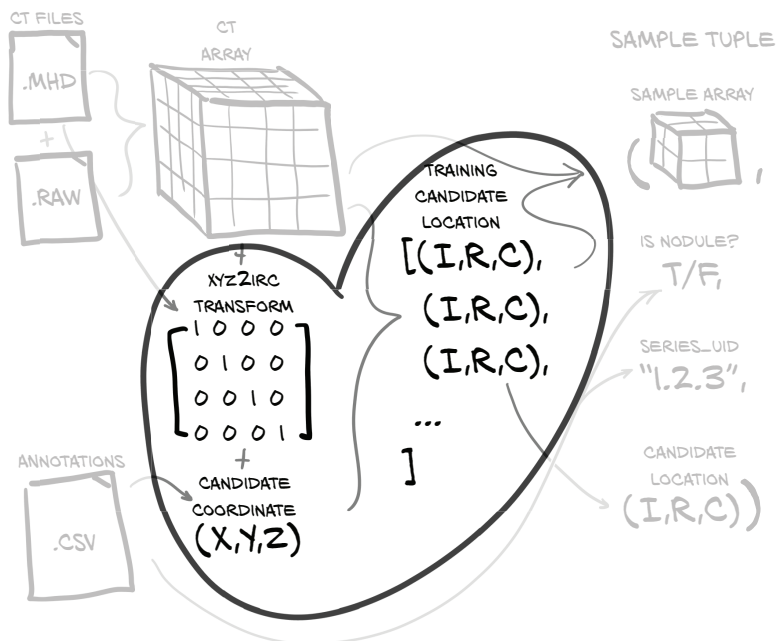 CT FILES
.MHD
+
.RAW
CT
ARRAY
+
XYZ2IRC
TRANSFORM
1 0 0 0
0 1 0 0
0 0 1 0
0 0 0 1
+
CANDIDATE
COORDINATE
(X,Y,Z)
ANNOTATIONS
.CSV
TRAINING
CANDIDATE
LOCATION
[(I,R,C),
(I,R,C),
(I,R,C),
...
]
SAMPLE TUPLE
SAMPLE ARRAY
( ,
IS NODULE?
T/F,
SERIES_UID
"1.2.3",
CANDIDATE
LOCATION
(I,R,C))